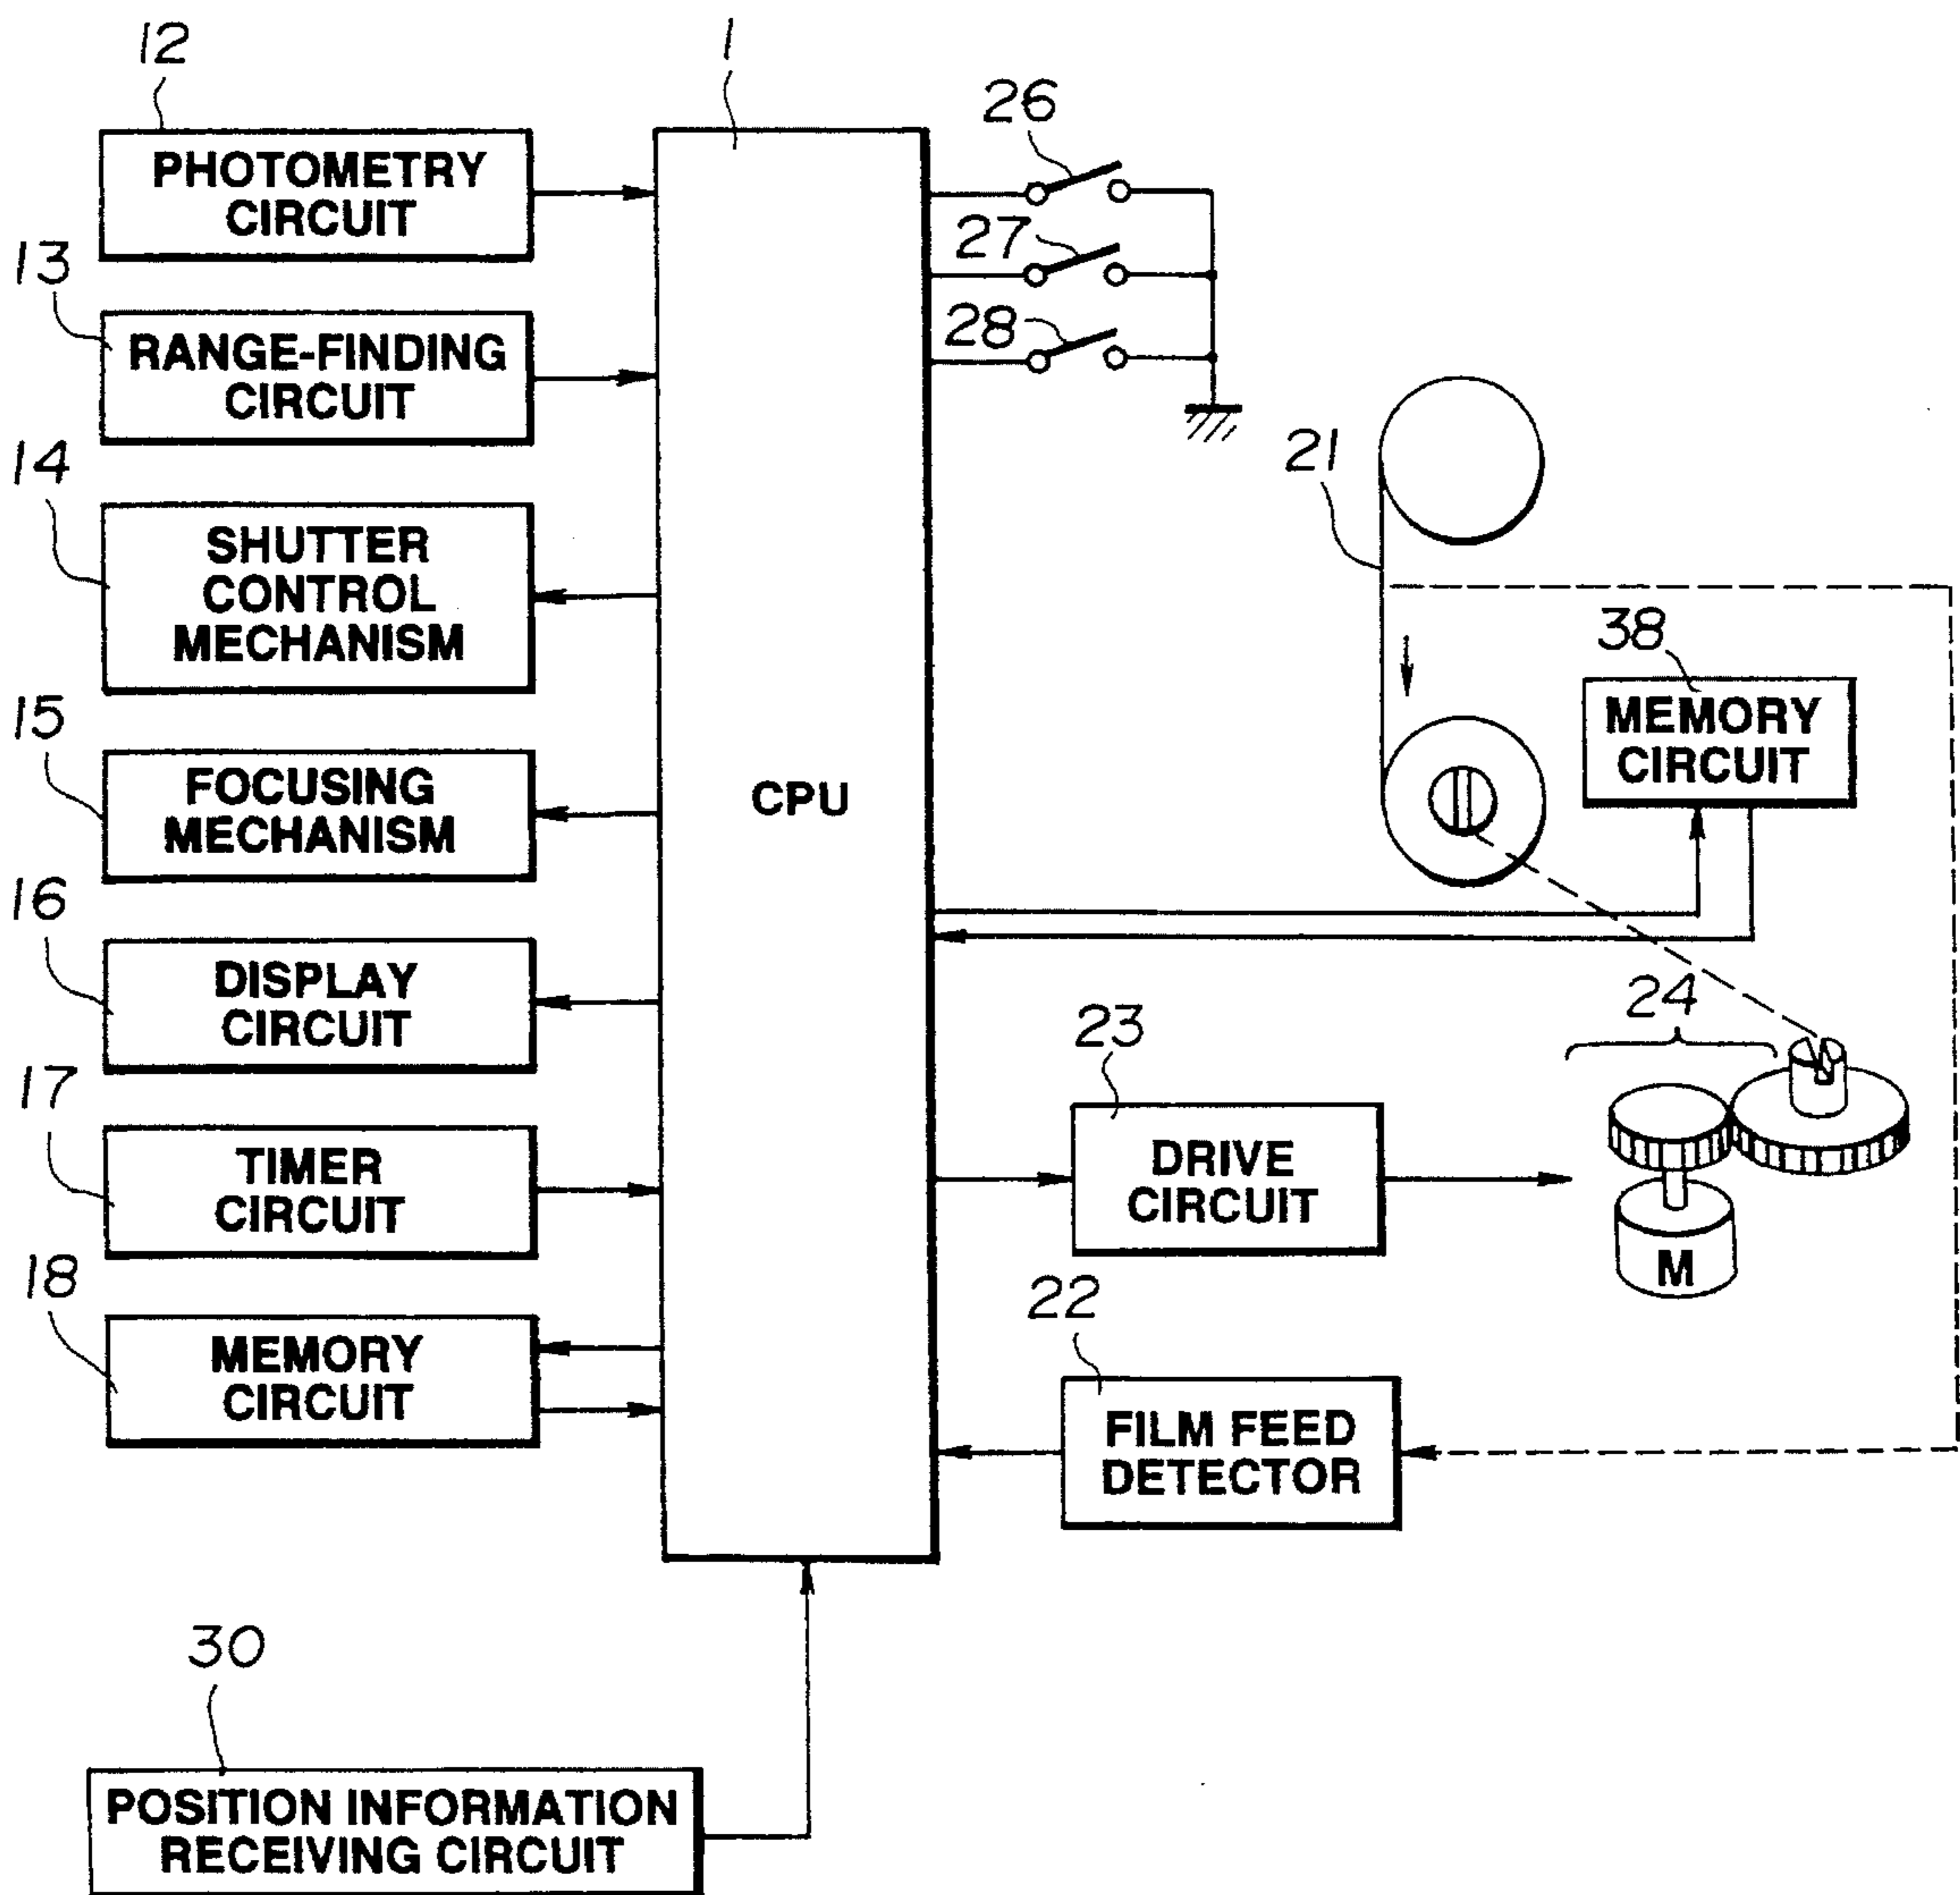 12
PHOTOMETRY
CIRCUIT
13
RANGE-FINDING
CIRCUIT
14
SHUTTER
CONTROL
MECHANISM
15
FOCUSING
MECHANISM
16
DISPLAY
CIRCUIT
17
TIMER
CIRCUIT
18
MEMORY
CIRCUIT
30
POSITION INFORMATION
RECEIVING CIRCUIT
1
CPU
26
27
28
21
38
MEMORY
CIRCUIT
24
M
23
DRIVE
CIRCUIT
22
FILM FEED
DETECTOR